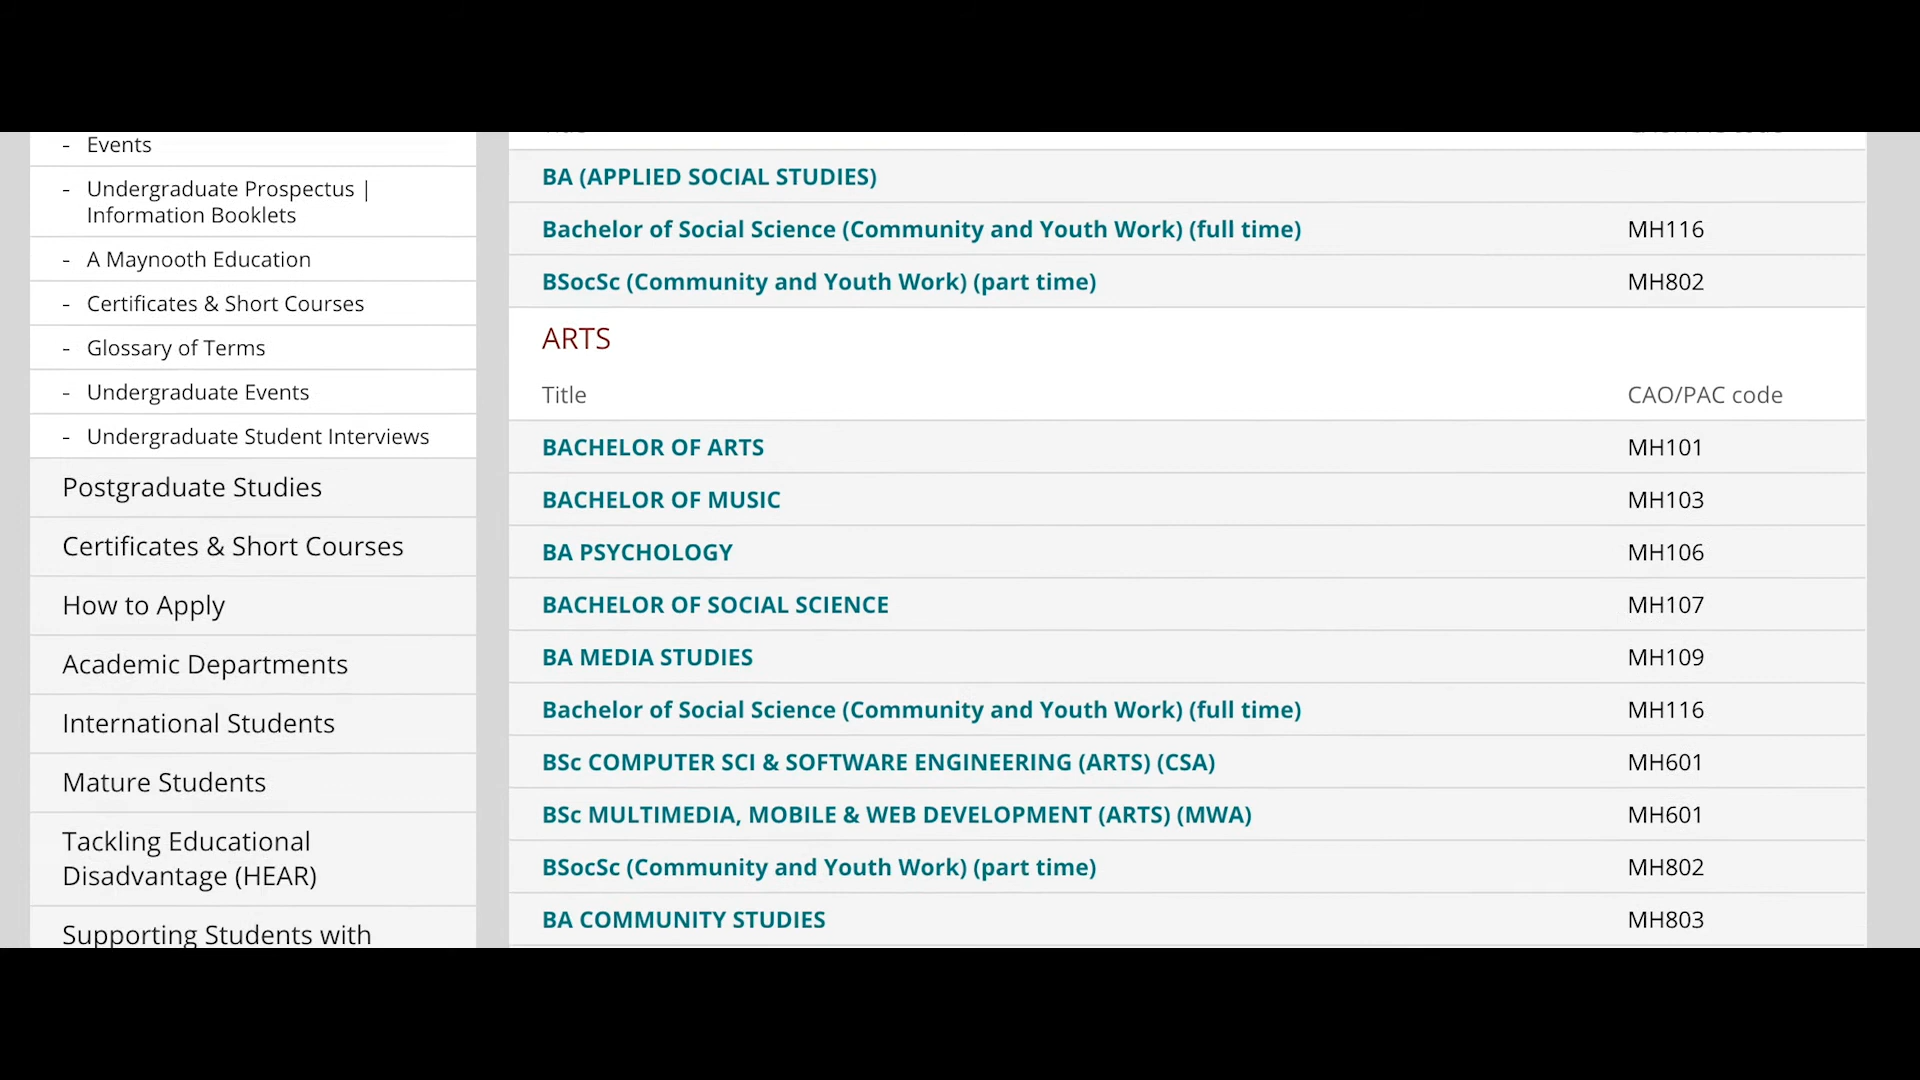 Events
- Undergraduate Prospectus |
Information Booklets
- A Maynooth Education
- Certificates & Short Courses
- Glossary of Terms
- Undergraduate Events
- Undergraduate Student Interviews
Postgraduate Studies
Certificates & Short Courses
How to Apply
Academic Departments
International Students
Mature Students
Tackling Educational
Disadvantage (HEAR)
Supporting Students with
BA (APPLIED SOCIAL STUDIES)
Bachelor of Social Science (Community and Youth Work) (full time) MH116
BSocSc (Community and Youth Work) (part time) MH802
ARTS
Title CAO/PAC code
BACHELOR OF ARTS MH101
BACHELOR OF MUSIC MH103
BA PSYCHOLOGY MH106
BACHELOR OF SOCIAL SCIENCE MH107
BA MEDIA STUDIES MH109
Bachelor of Social Science (Community and Youth Work) (full time) MH116
BSc COMPUTER SCI & SOFTWARE ENGINEERING (ARTS) (CSA) MH601
BSc MULTIMEDIA, MOBILE & WEB DEVELOPMENT (ARTS) (MWA) MH601
BSocSc (Community and Youth Work) (part time) MH802
BA COMMUNITY STUDIES MH803